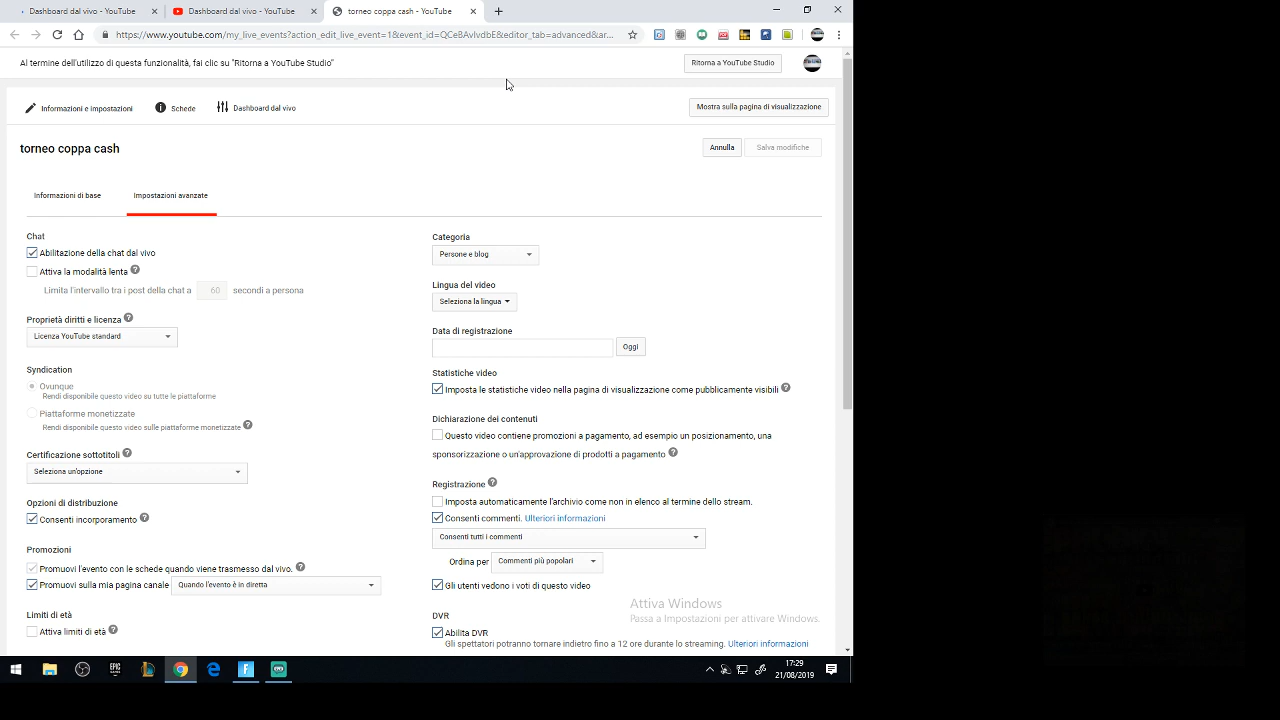 Dashboard dal vivo - YouTube
Dashboard dal vivo - YouTube
torneo coppa cash - YouTube
https://www.youtube.com/my_live_events?action_edit_live_event=1&event_id=QCeBAvIvdbE&editor_tab=advanced&ar...
Al termine dell'utilizzo di questa funzionalità, fai clic su "Ritorna a YouTube Studio"
Ritorna a YouTube Studio
Informazioni e impostazioni
Schede
Dashboard dal vivo
Mostra sulla pagina di visualizzazione
torneo coppa cash
Annulla
Salva modifiche
Informazioni di base
Impostazioni avanzate
Chat
Abilitazione della chat dal vivo
Attiva la modalità lenta
Limita l'intervallo tra i post della chat a 60 secondi a persona
Proprietà diritti e licenza
Licenza YouTube standard
Syndication
Ovunque
Rendi disponibile questo video su tutte le piattaforme
Piattaforme monetizzate
Rendi disponibile questo video sulle piattaforme monetizzate
Certificazione sottotitoli
Seleziona un'opzione
Opzioni di distribuzione
Consenti incorporamento
Promozioni
Promuovi l'evento con le schede quando viene trasmesso dal vivo.
Promuovi sulla mia pagina canale Quando l'evento è in diretta
Limiti di età
Attiva limiti di età
Categoria
Persone e blog
Lingua del video
Seleziona la lingua
Data di registrazione
Oggi
Statistiche video
Imposta le statistiche video nella pagina di visualizzazione come pubblicamente visibili
Dichiarazione dei contenuti
Questo video contiene promozioni a pagamento, ad esempio un posizionamento, una
sponsorizzazione o un'approvazione di prodotti a pagamento
Registrazione
Imposta automaticamente l'archivio come non in elenco al termine dello stream.
Consenti commenti. Ulteriori informazioni
Consenti tutti i commenti
Ordina per Commenti più popolari
Gli utenti vedono i voti di questo video
DVR
Abilita DVR
Gli spettatori potranno tornare indietro fino a 12 ore durante lo streaming. Ulteriori informazioni
Attiva Windows
Passa a Impostazioni per attivare Windows.
EPIC
17:29
21/08/2019